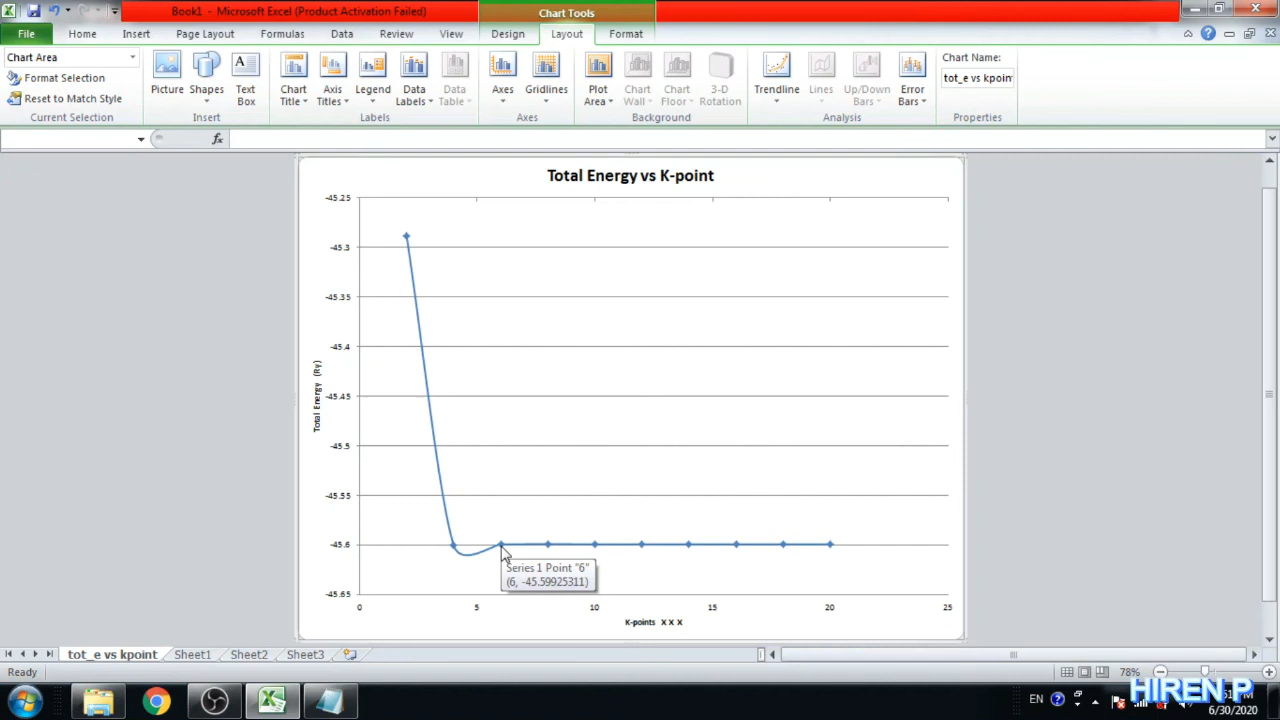 Book1 - Microsoft Excel (Product Activation Failed)
Chart Tools
File Home Insert Page Layout Formulas Data Review View Design Layout Format
Chart Area
Format Selection
Reset to Match Style
Current Selection
Picture Shapes Text Box
Insert
Chart Title Axis Titles Legend Data Labels Data Table
Labels
Axes Gridlines
Axes
Plot Area Chart Wall Chart Floor 3-D Rotation
Background
Trendline Lines Up/Down Bars Error Bars
Analysis
Chart Name:
tot_e vs kpoint
Properties
fx
Total Energy vs K-point
-45.25
-45.3
-45.35
-45.4
-45.45
-45.5
-45.55
-45.6
-45.65
Total Energy (Ry)
Series 1 Point "6"
(6, -45.59925311)
0 5 10 15 20 25
K-points X X X
tot_e vs kpoint Sheet1 Sheet2 Sheet3
Ready
78%
EN
HIREN P
6/30/2020